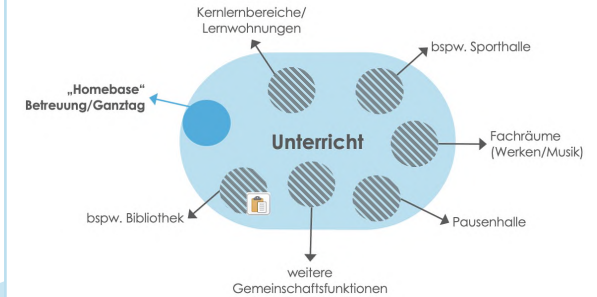 Kernlernbereiche/
Lernwohnungen
bspw. Sporthalle
„Homebase“
Betreuung/Ganztag
Unterricht
Fachräume
(Werken/Musik)
bspw. Bibliothek
Pausenhalle
weitere
Gemeinschaftsfunktionen